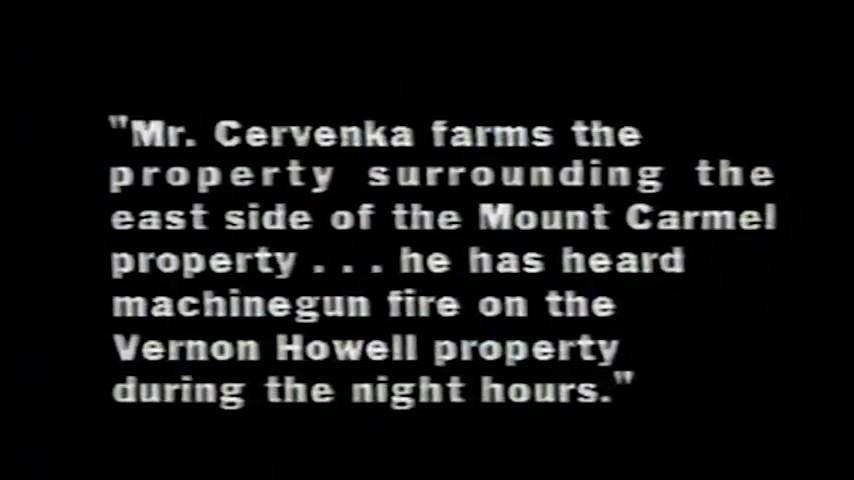 "Mr. Cervenka farms the
property surrounding the
east side of the Mount Carmel
property . . . he has heard
machinegun fire on the
Vernon Howell property
during the night hours."